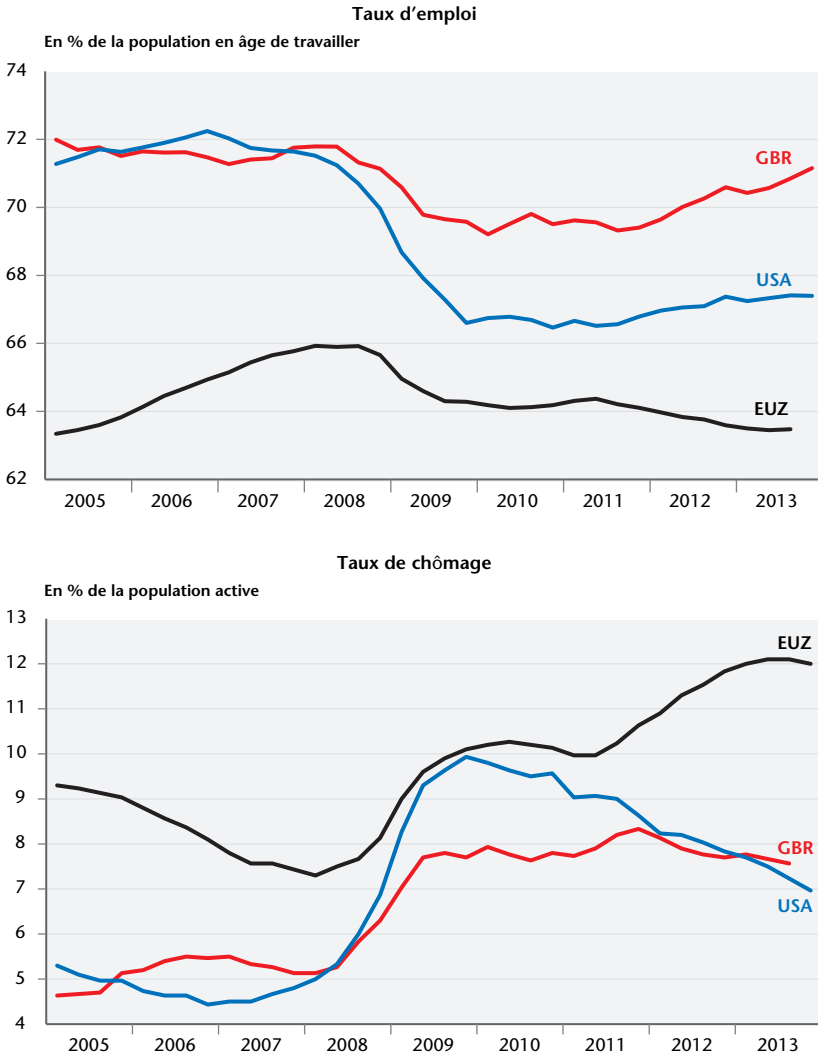 Taux d'emploi
En % de la population en âge de travailler
74
72
GBR
70
68
USA
66
64
EUZ
62
2005 2006 2007 2008 2009 2010 2011 2012 2013
Taux de chômage
En % de la population active
13
EUZ
12
11
10
9
8
GBR
7
USA
6
5
4
2005 2006 2007 2008 2009 2010 2011 2012 2013